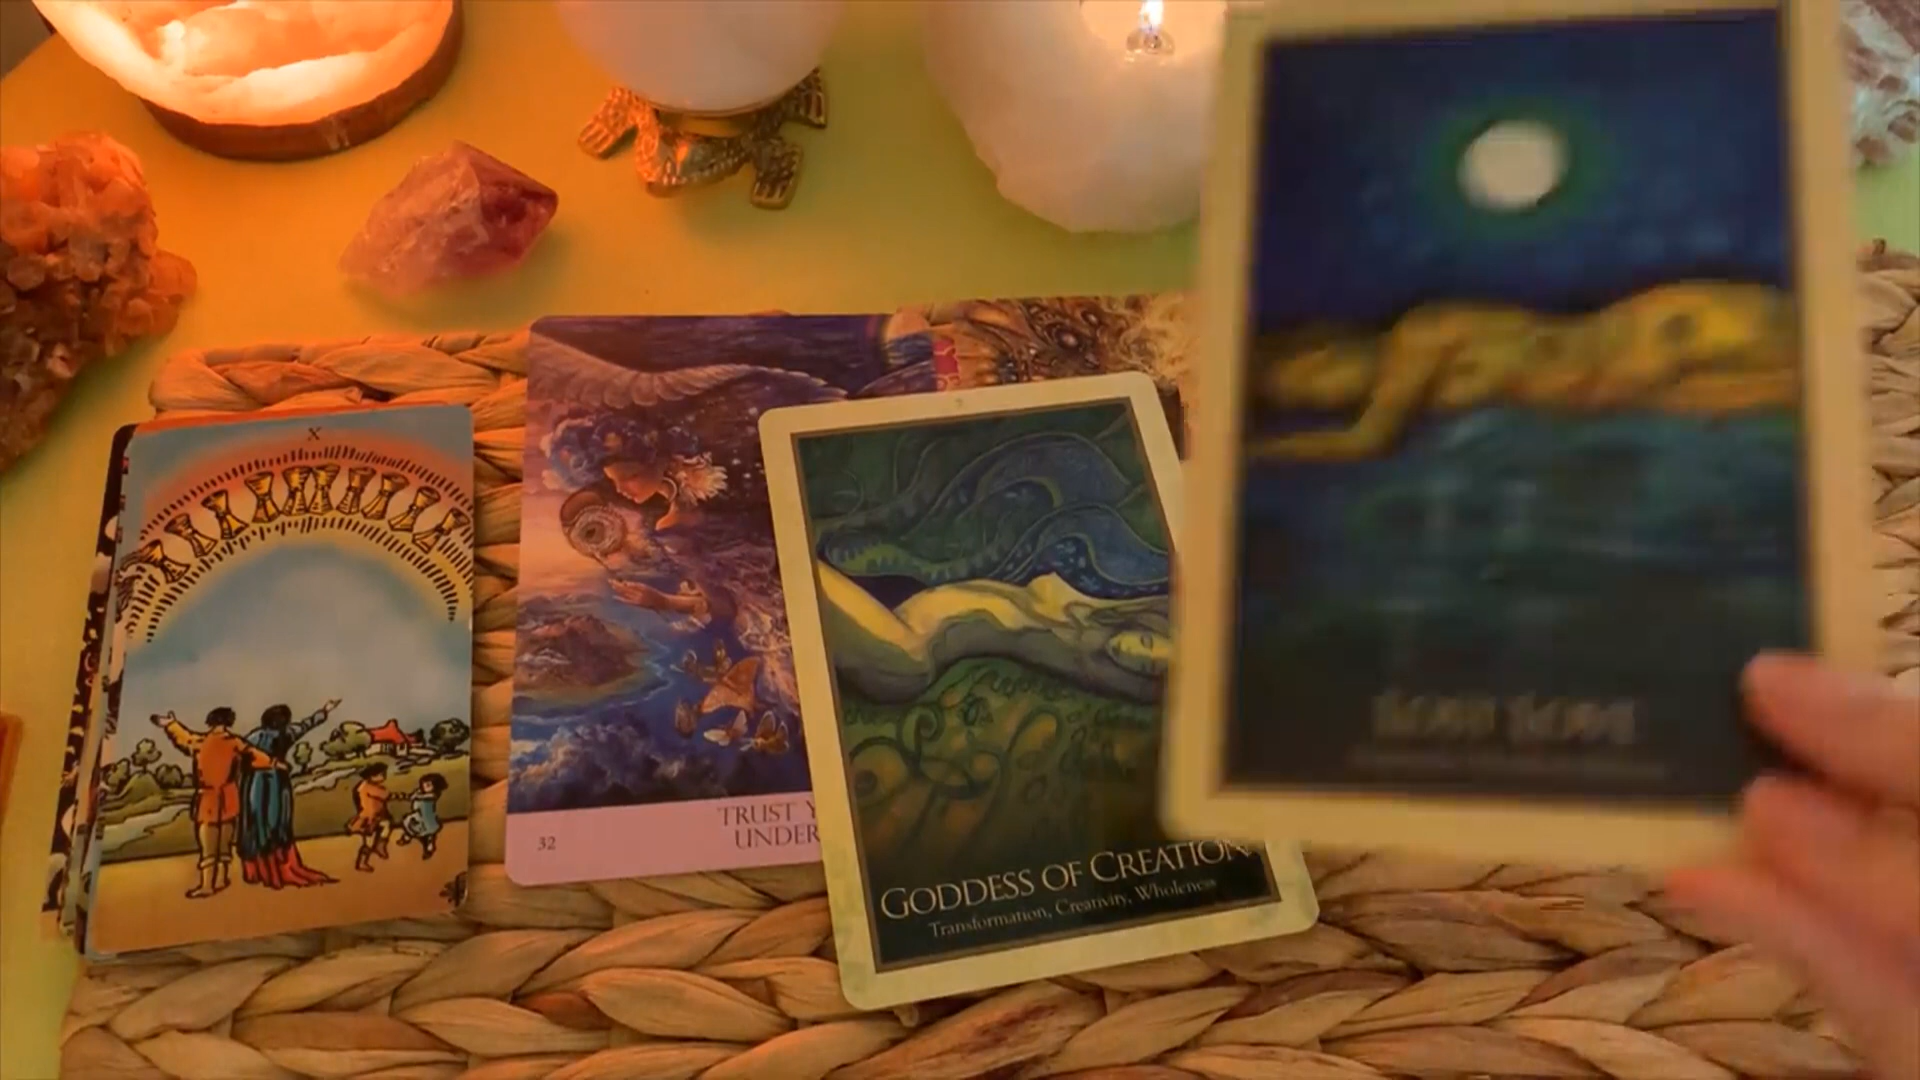 X
32
TRUST
UNDER
GODDESS OF CREATION
Transformation, Creativity, Wholeness